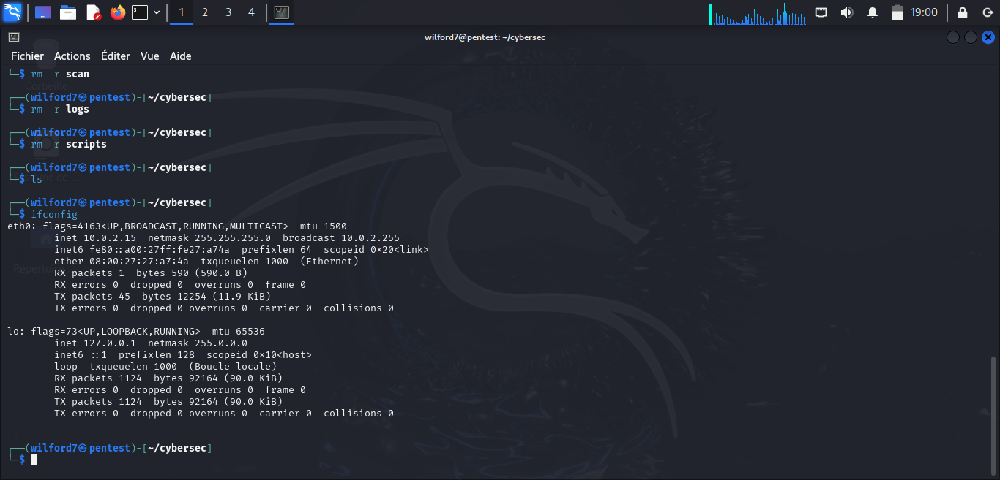 1 2 3 4
19:00
wilford7@pentest: ~/cybersec
Fichier Actions Éditer Vue Aide
└─$ rm -r scan
Corbeille
┌──(wilford7㉿pentest)-[~/cybersec]
└─$ rm -r logs
┌──(wilford7㉿pentest)-[~/cybersec]
└─$ rm -r scripts
┌──(wilford7㉿pentest)-[~/cybersec]
└─$ ls
┌──(wilford7㉿pentest)-[~/cybersec]
└─$ ifconfig
eth0: flags=4163<UP,BROADCAST,RUNNING,MULTICAST>  mtu 1500
        inet 10.0.2.15  netmask 255.255.255.0  broadcast 10.0.2.255
        inet6 fe80::a00:27ff:fe27:a74a  prefixlen 64  scopeid 0×20<link>
        ether 08:00:27:27:a7:4a  txqueuelen 1000  (Ethernet)
        RX packets 1  bytes 590 (590.0 B)
        RX errors 0  dropped 0  overruns 0  frame 0
        TX packets 45  bytes 12254 (11.9 KiB)
        TX errors 0  dropped 0 overruns 0  carrier 0  collisions 0
lo: flags=73<UP,LOOPBACK,RUNNING>  mtu 65536
        inet 127.0.0.1  netmask 255.0.0.0
        inet6 ::1  prefixlen 128  scopeid 0×10<host>
        loop  txqueuelen 1000  (Boucle locale)
        RX packets 1124  bytes 92164 (90.0 KiB)
        RX errors 0  dropped 0  overruns 0  frame 0
        TX packets 1124  bytes 92164 (90.0 KiB)
        TX errors 0  dropped 0 overruns 0  carrier 0  collisions 0
┌──(wilford7㉿pentest)-[~/cybersec]
└─$